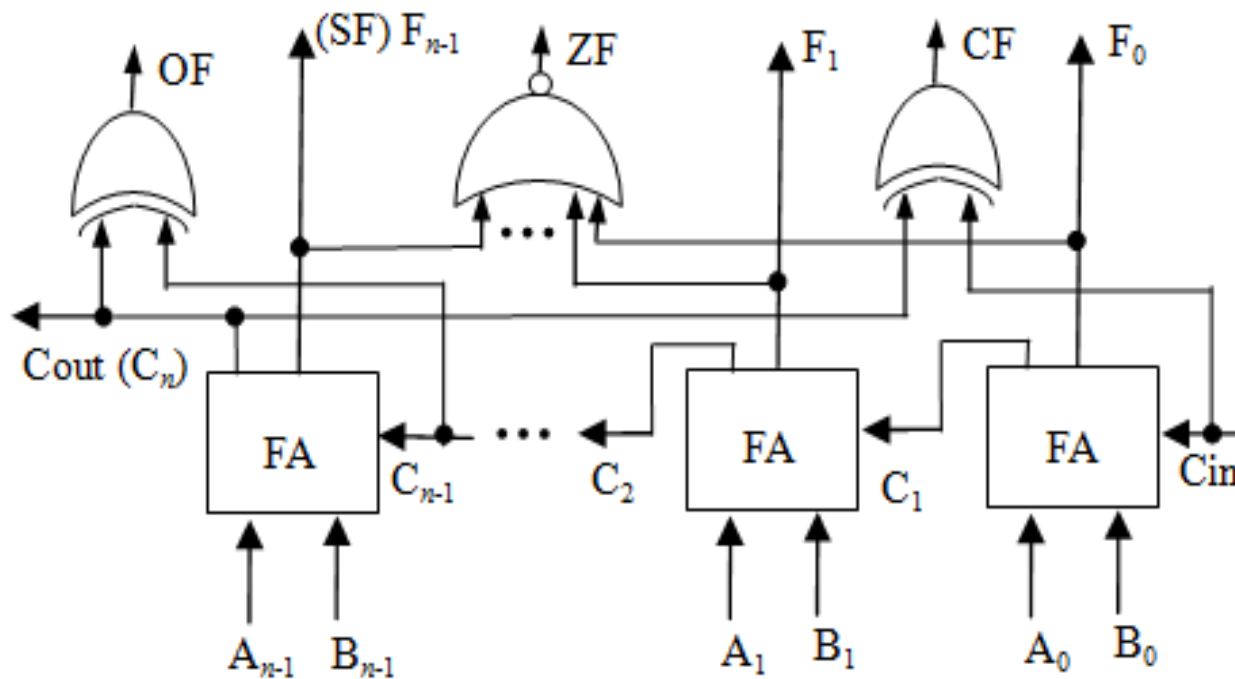 OF
(SF) Fₙ₋₁
ZF
F₁
CF
F₀
Cout (Cₙ)
FA
Cₙ₋₁
C₂
FA
C₁
FA
Cin
Aₙ₋₁
Bₙ₋₁
A₁
B₁
A₀
B₀